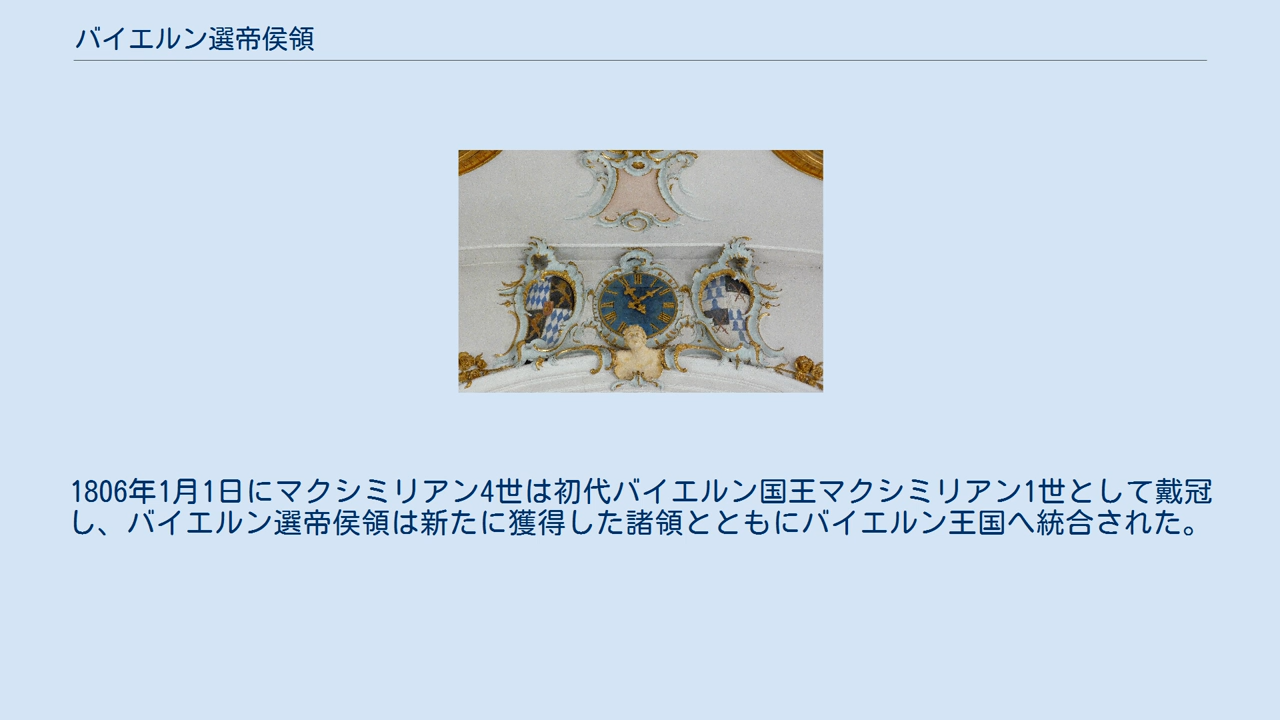 バイエルン選帝侯領
1806年1月1日にマクシミリアン4世は初代バイエルン国王マクシミリアン1世として戴冠
し、バイエルン選帝侯領は新たに獲得した諸領とともにバイエルン王国へ統合された。